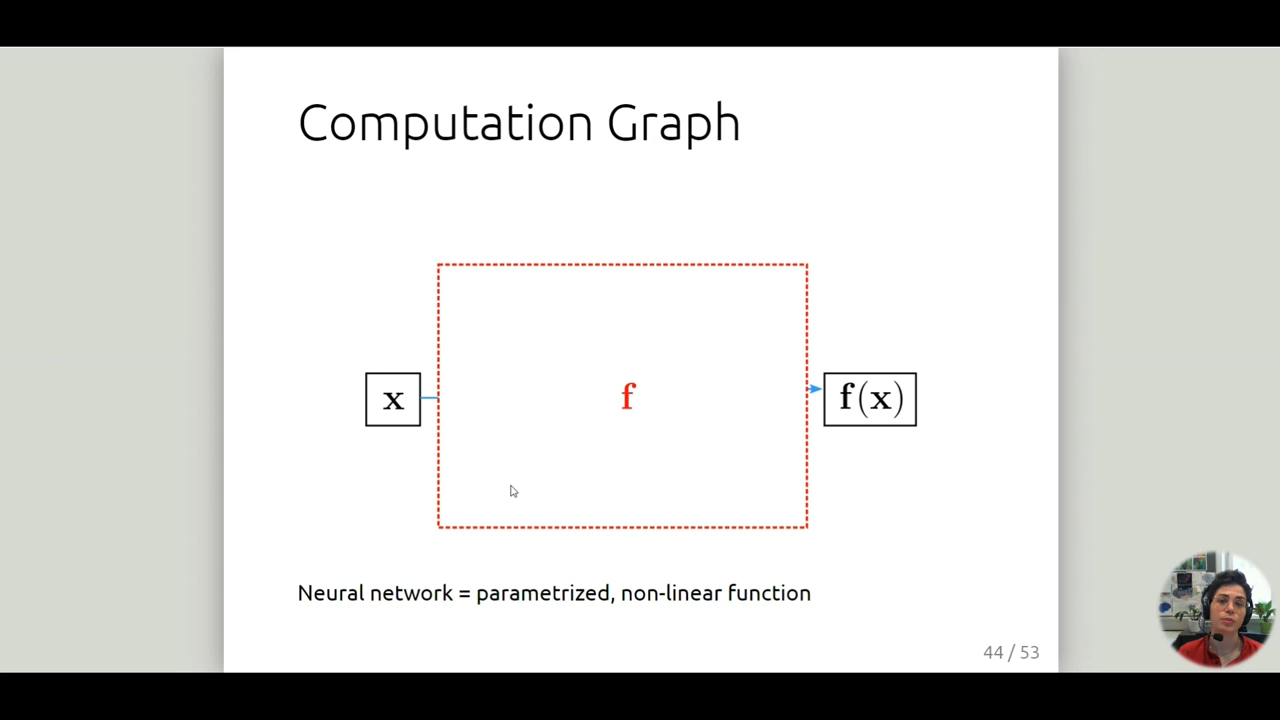 Computation Graph
x
f
f(x)
Neural network = parametrized, non-linear function
44 / 53